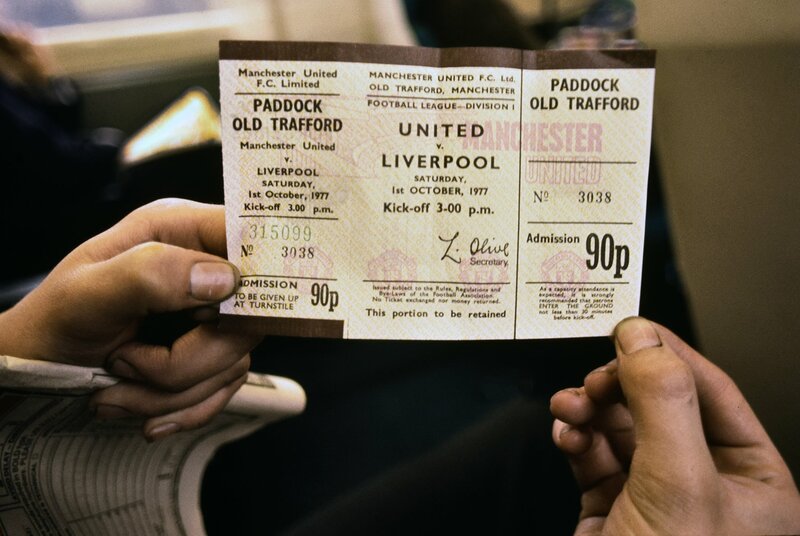 Manchester United
F.C. Limited
PADDOCK
OLD TRAFFORD
Manchester United
v.
LIVERPOOL
SATURDAY,
1st October, 1977
Kick-off 3.00 p.m.
315099
Nº 3038
ADMISSION
TO BE GIVEN UP
AT TURNSTILE
90p
MANCHESTER UNITED F.C. Ltd.
OLD TRAFFORD, MANCHESTER
FOOTBALL LEAGUE—DIVISION I
UNITED
v.
LIVERPOOL
SATURDAY,
1st OCTOBER, 1977
Kick-off 3-00 p.m.
L. Olive
Secretary.
Issued subject to the Rules, Regulations and
Bye-Laws of the Football Association.
No Ticket exchanged nor money returned.
This portion to be retained
MANCHESTER
UNITED
PADDOCK
OLD TRAFFORD
Nº 3038
Admission 90p
As a capacity attendance is
expected, it is strongly
recommended that patrons
ENTER THE GROUND
not less than 30 minutes
before kick-off.